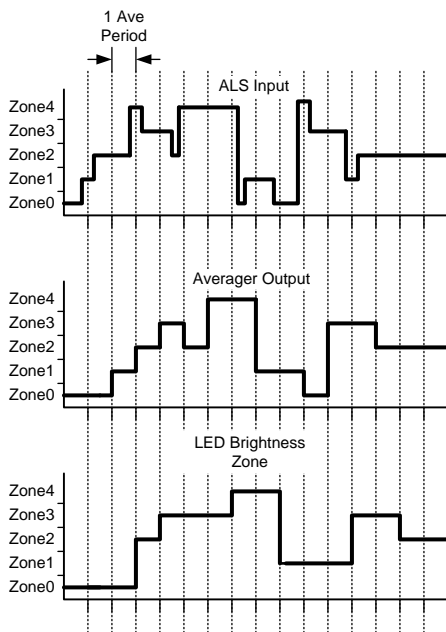 1 Ave
Period
ALS Input
Zone4
Zone3
Zone2
Zone1
Zone0
Averager Output
Zone4
Zone3
Zone2
Zone1
Zone0
LED Brightness
Zone
Zone4
Zone3
Zone2
Zone1
Zone0